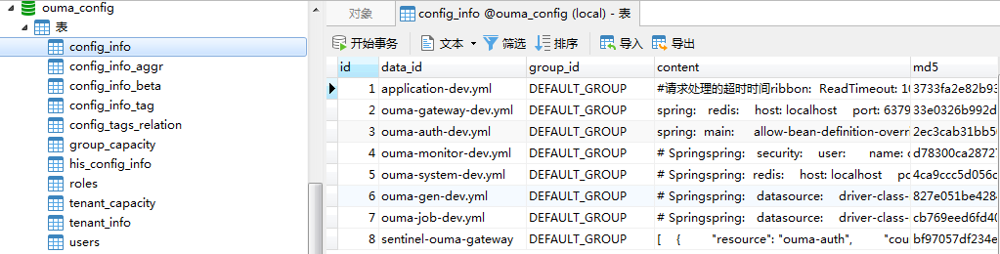 ouma_config
表
config_info
config_info_aggr
config_info_beta
config_info_tag
config_tags_relation
group_capacity
his_config_info
roles
tenant_capacity
tenant_info
users
对象 config_info @ouma_config (local) - 表
开始事务 文本 筛选 排序 导入 导出
id data_id group_id content md5
1 application-dev.yml DEFAULT_GROUP #请求处理的超时时间ribbon: ReadTimeout: 10 3733fa2e82b93
2 ouma-gateway-dev.yml DEFAULT_GROUP spring: redis: host: localhost port: 6379 33e0326b992d
3 ouma-auth-dev.yml DEFAULT_GROUP spring: main: allow-bean-definition-overr 2ec3cab31bb5
4 ouma-monitor-dev.yml DEFAULT_GROUP # Springspring: security: user: name: cd78300ca2872
5 ouma-system-dev.yml DEFAULT_GROUP # Springspring: redis: host: localhost po 4ca9ccc5d056c
6 ouma-gen-dev.yml DEFAULT_GROUP # Springspring: datasource: driver-class- 827e051be428
7 ouma-job-dev.yml DEFAULT_GROUP # Springspring: datasource: driver-class- cb769eed6fd40
8 sentinel-ouma-gateway DEFAULT_GROUP [ { "resource": "ouma-auth", "cou bf97057df234e